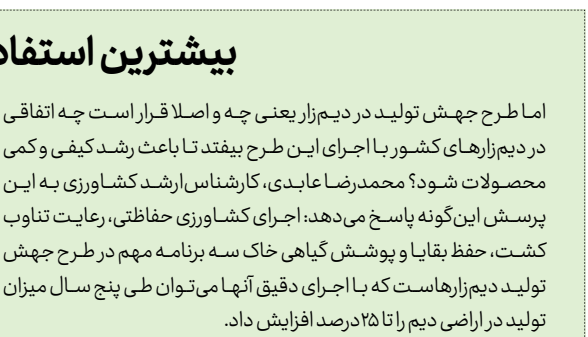 بیشترین استفاد
اما طرح جهش تولید در دیم‌زار یعنی چه و اصلا قرار است چه اتفاقی
در دیم‌زارهای کشور با اجرای این طرح بیفتد تا باعث رشد کیفی و کمی
محصولات شود؟ محمدرضا عابدی، کارشناس‌ارشد کشاورزی به این
پرسش این‌گونه پاسخ می‌دهد: اجرای کشاورزی حفاظتی، رعایت تناوب
کشت، حفظ بقایا و پوشش گیاهی خاک سه برنامه مهم در طرح جهش
تولید دیم‌زارهاست که با اجرای دقیق آنها می‌توان طی پنج سال میزان
تولید در اراضی دیم را تا ۲۵درصد افزایش داد.